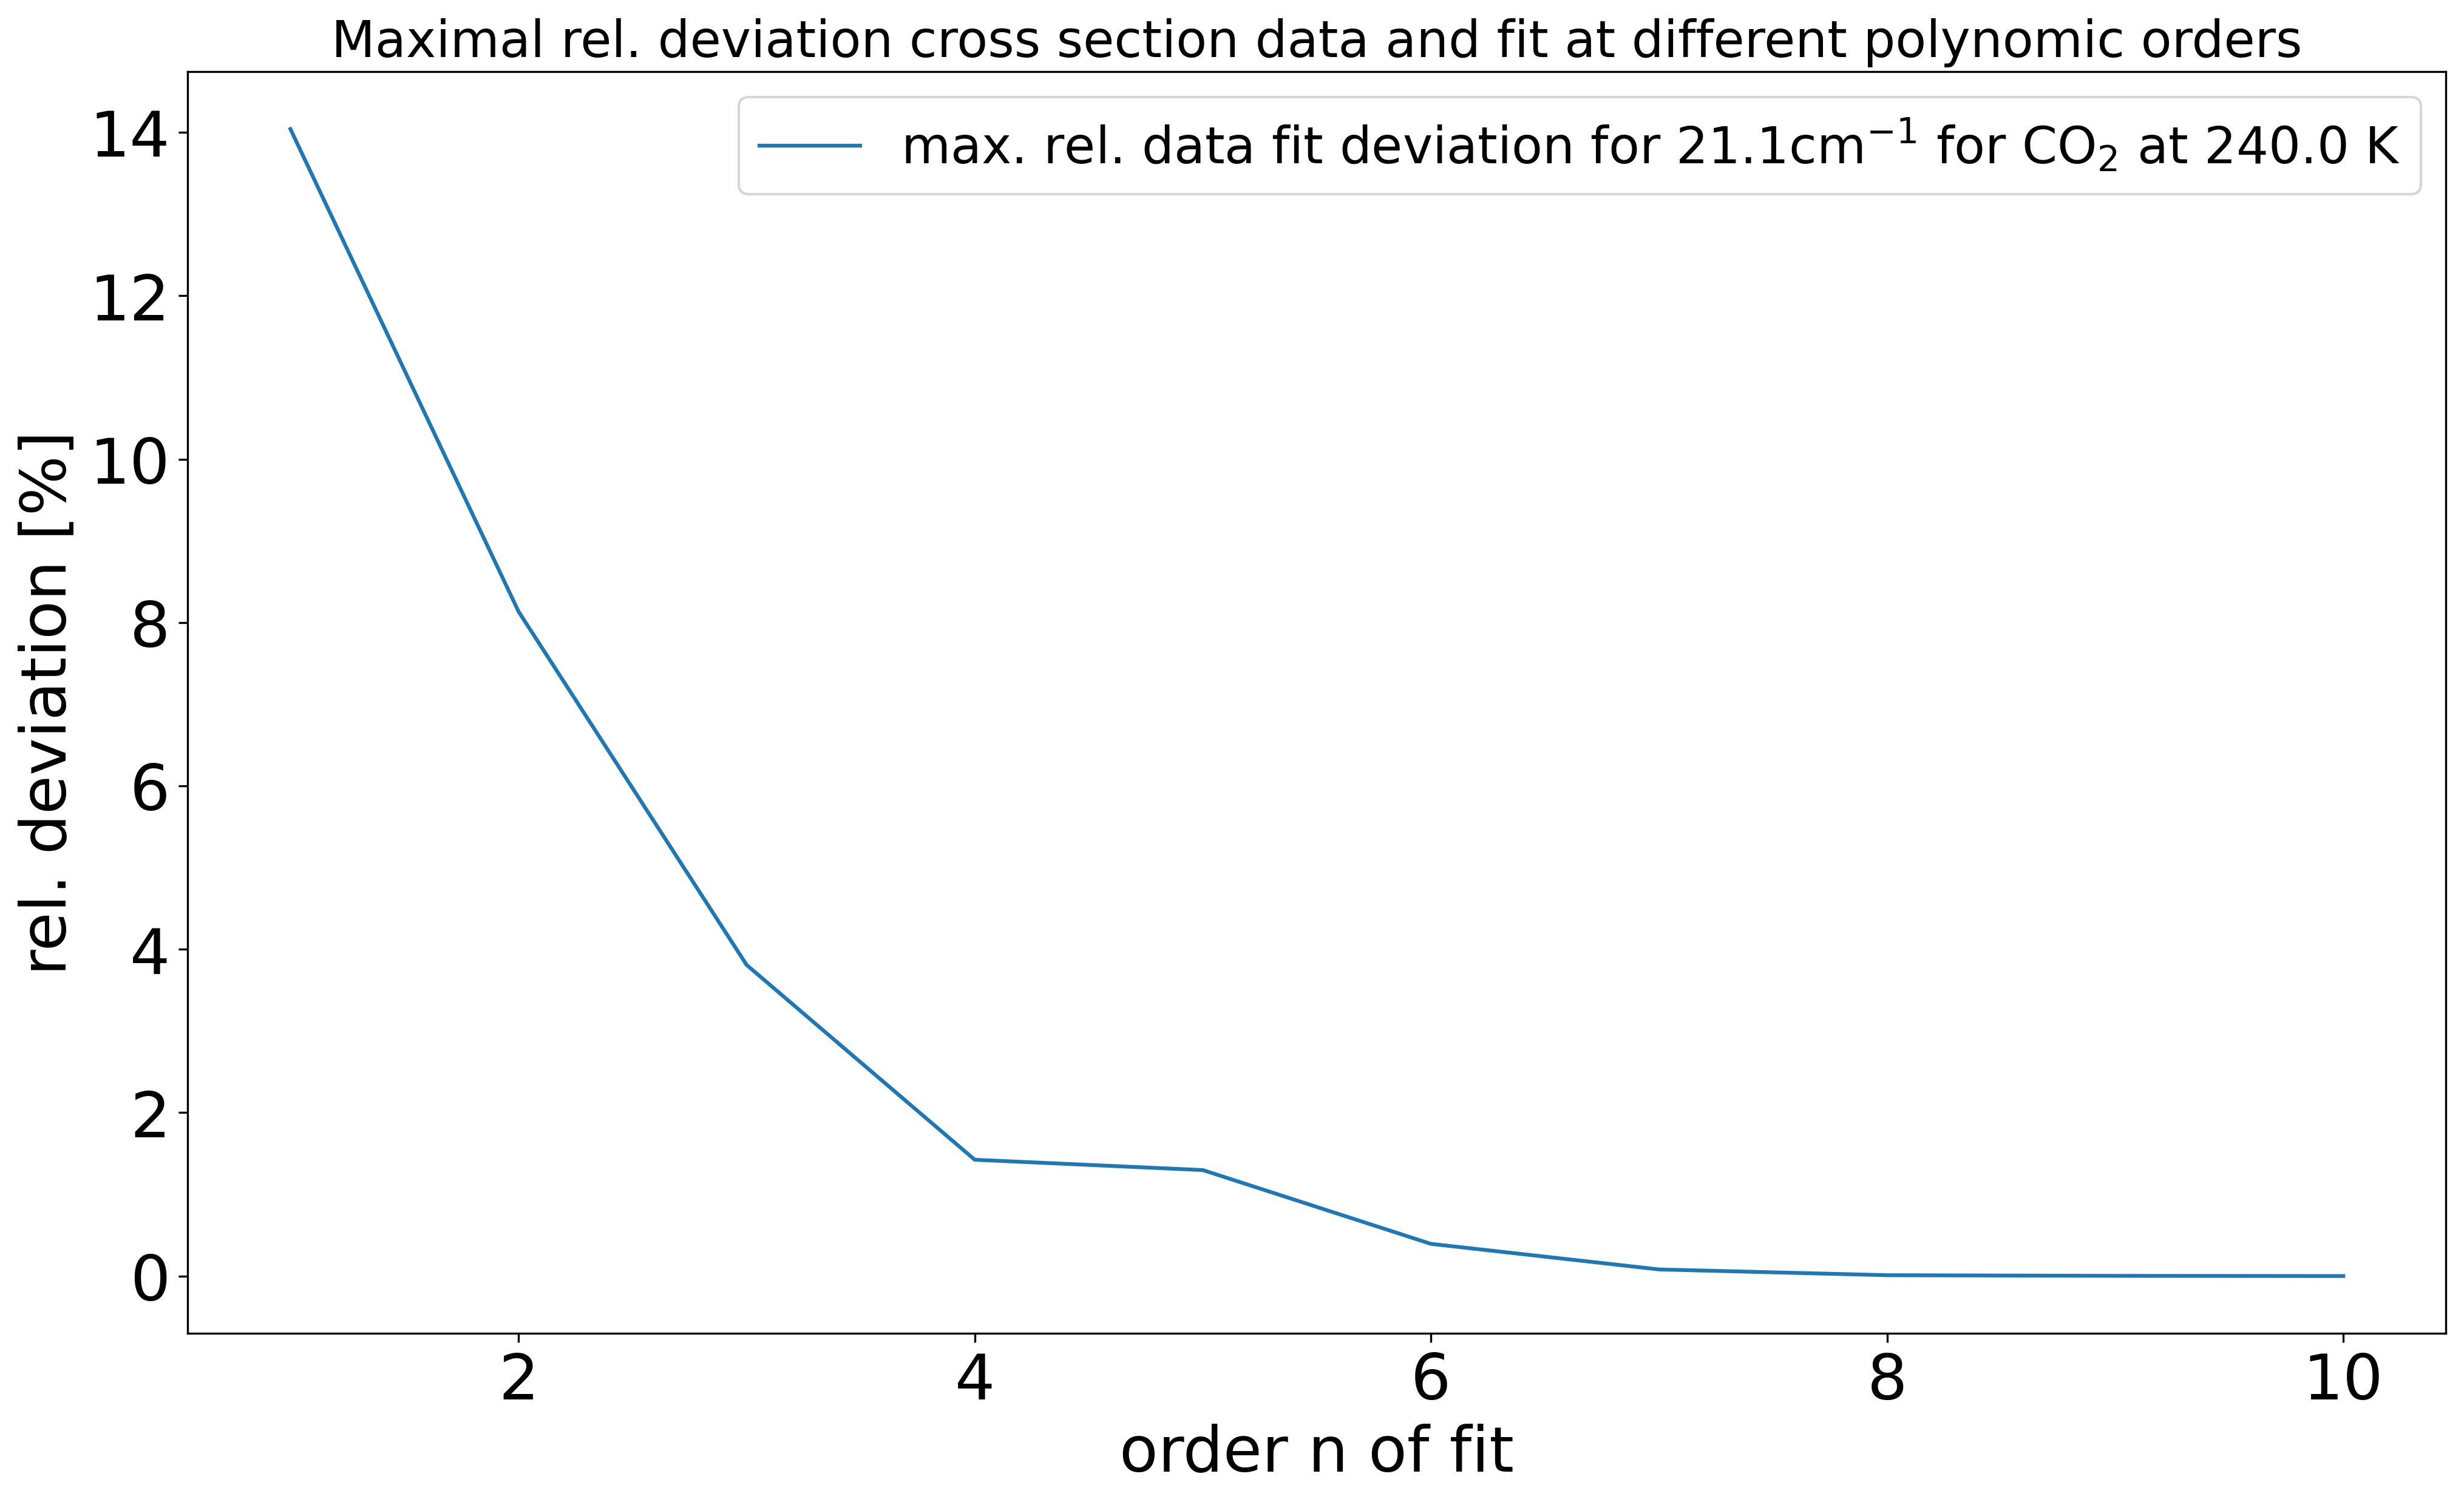 Maximal rel. deviation cross section data and fit at different polynomic orders
max. rel. data fit deviation for 21.1cm⁻¹ for CO₂ at 240.0 K
rel. deviation [%]
14
12
10
8
6
4
2
0
2 4 6 8 10
order n of fit